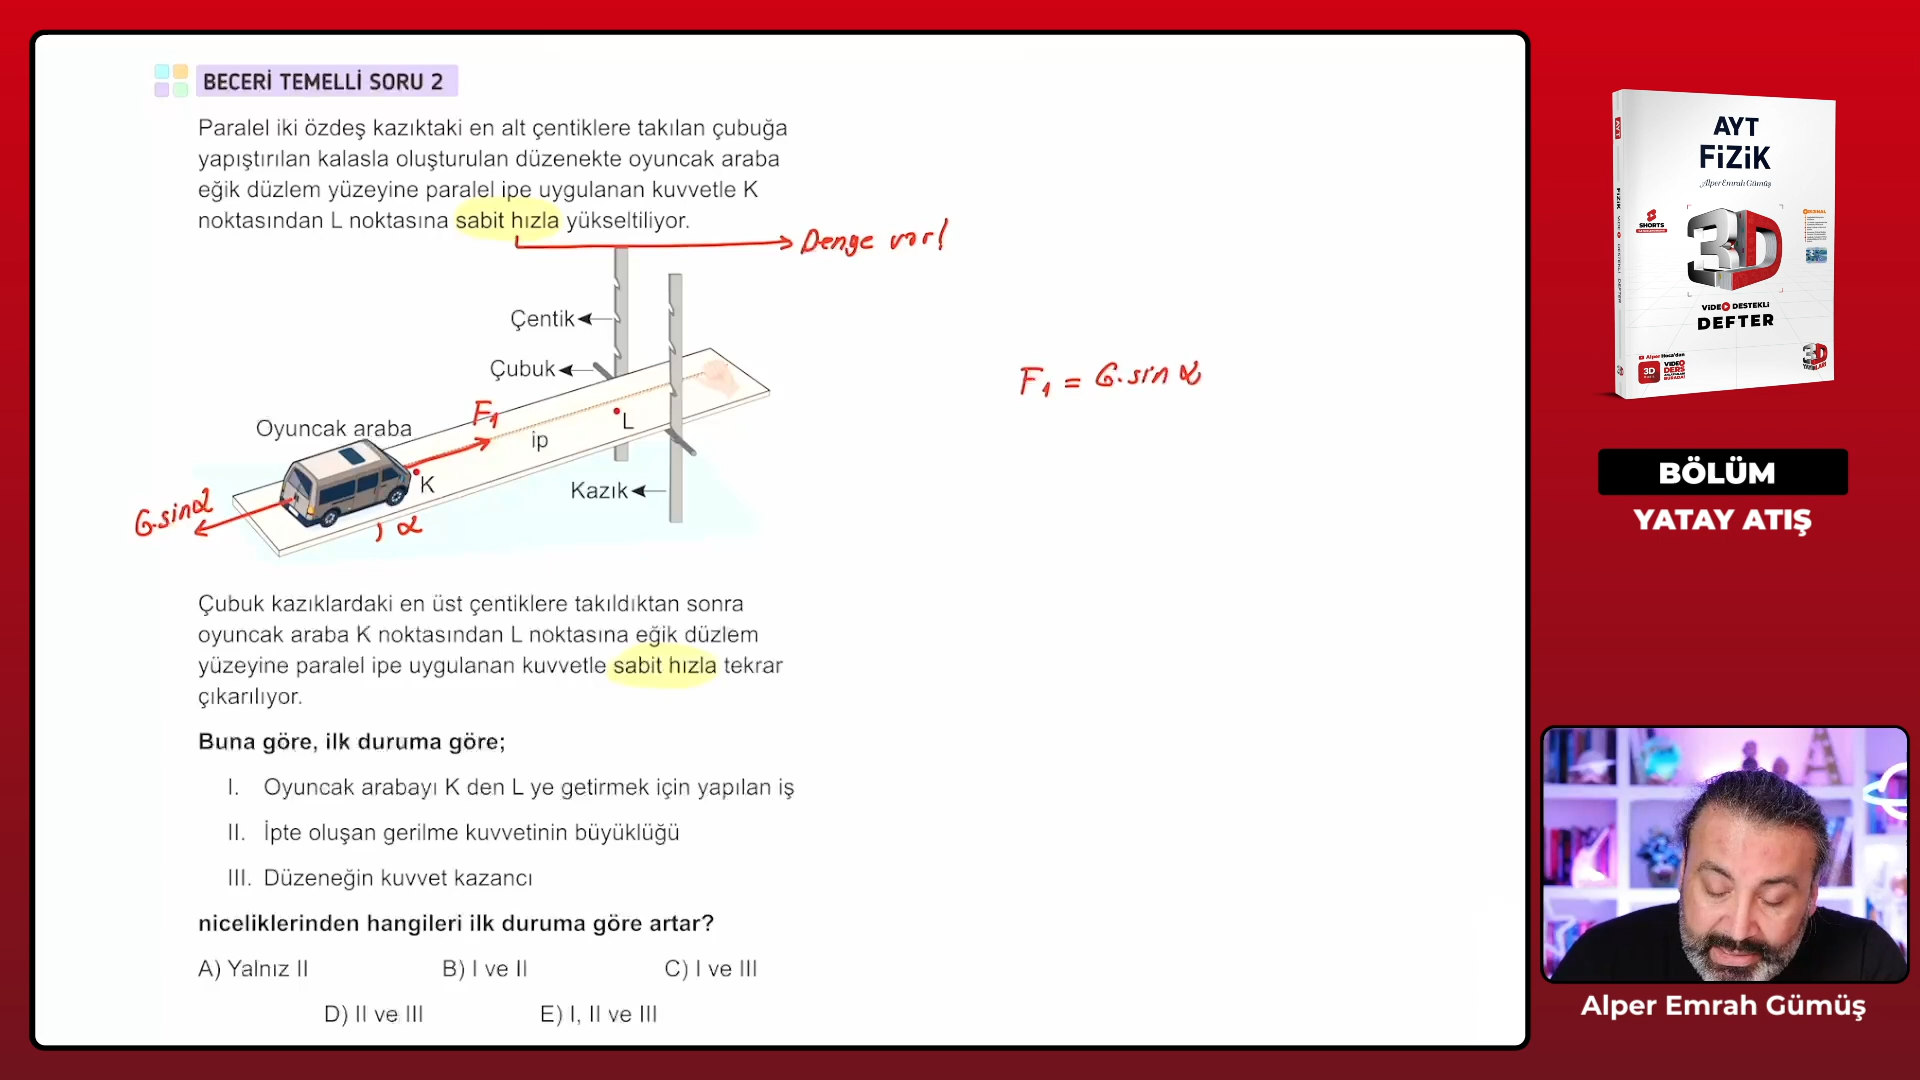 BECERİ TEMELLİ SORU 2
Paralel iki özdeş kazıktaki en alt çentiklere takılan çubuğa
yapıştırılan kalasla oluşturulan düzenekte oyuncak araba
eğik düzlem yüzeyine paralel ipe uygulanan kuvvetle K
noktasından L noktasına sabit hızla yükseltiliyor.
Denge var!
Çentik
Çubuk
F₁ = G.sin α
Oyuncak araba
F₁
L
İp
K
Kazık
G.sinα
α
Çubuk kazıklardaki en üst çentiklere takıldıktan sonra
oyuncak araba K noktasından L noktasına eğik düzlem
yüzeyine paralel ipe uygulanan kuvvetle sabit hızla tekrar
çıkarılıyor.
Buna göre, ilk duruma göre;
I. Oyuncak arabayı K den L ye getirmek için yapılan iş
II. İpte oluşan gerilme kuvvetinin büyüklüğü
III. Düzeneğin kuvvet kazancı
niceliklerinden hangileri ilk duruma göre artar?
A) Yalnız II B) I ve II C) I ve III
D) II ve III E) I, II ve III
AYT
FİZİK
Alper Emrah Gümüş
SHORTS
3D
VİDEO DESTEKLİ
DEFTER
BÖLÜM
YATAY ATIŞ
Alper Emrah Gümüş